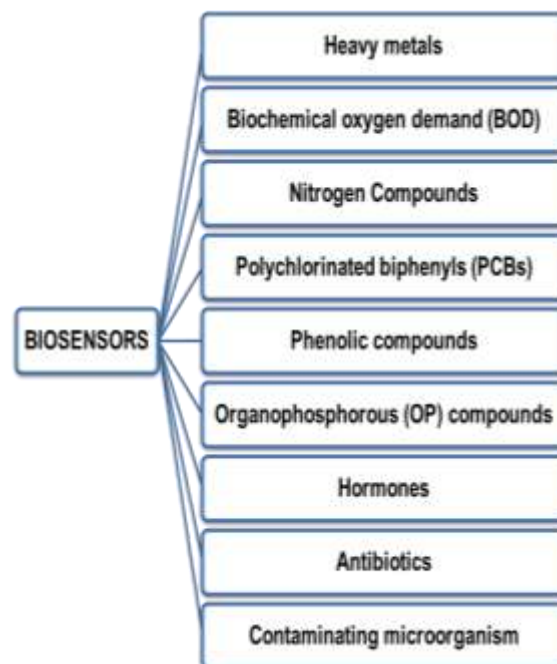 Heavy metals
Biochemical oxygen demand (BOD)
Nitrogen Compounds
Polychlorinated biphenyls (PCBs)
BIOSENSORS
Phenolic compounds
Organophosphorous (OP) compounds
Hormones
Antibiotics
Contaminating microorganism